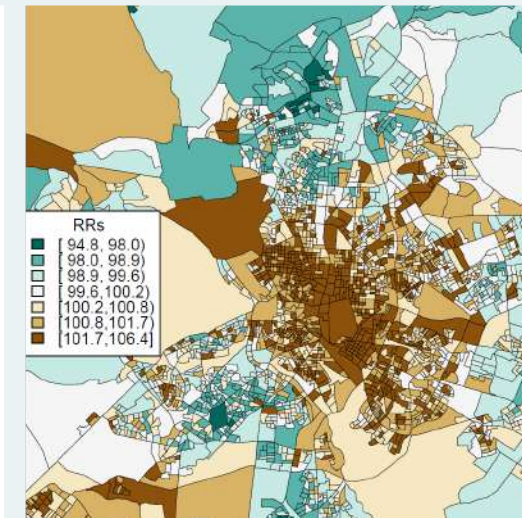 RRs
[ 94.8, 98.0)
[ 98.0, 98.9)
[ 98.9, 99.6)
[ 99.6,100.2)
[100.2,100.8)
[100.8,101.7)
[101.7,106.4]